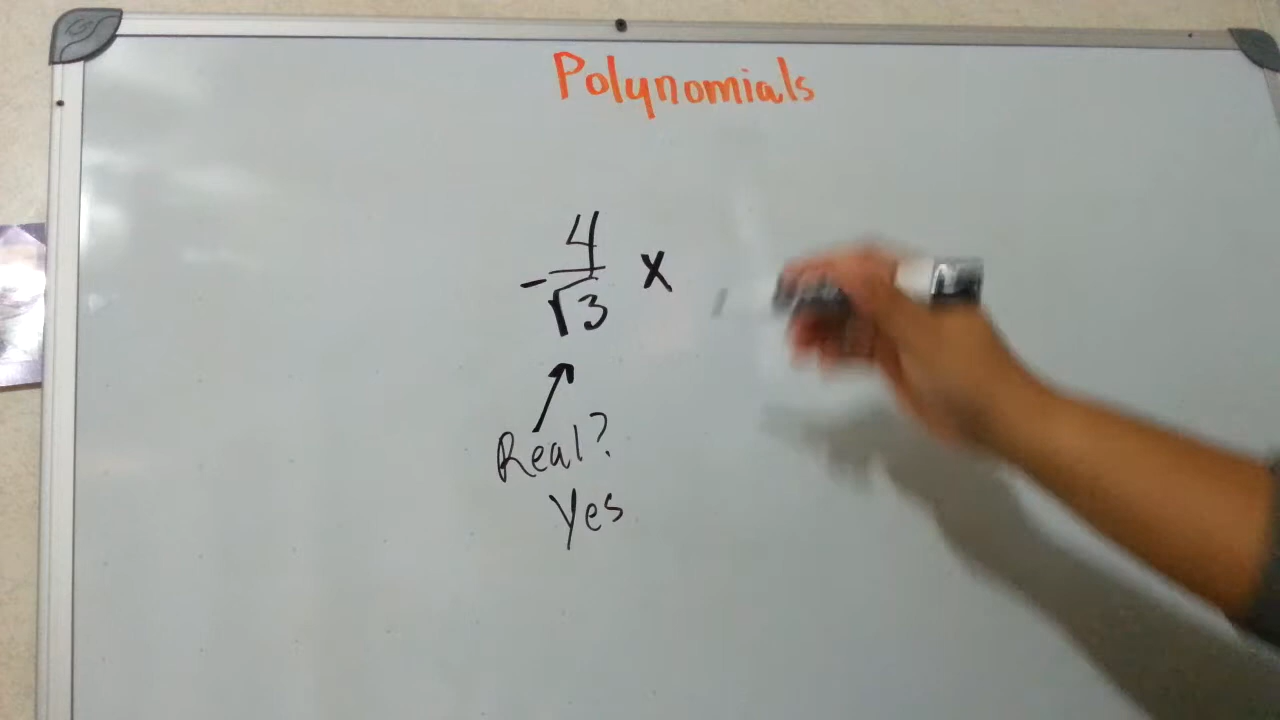 Polynomials
-4/√3 x
Real?
Yes